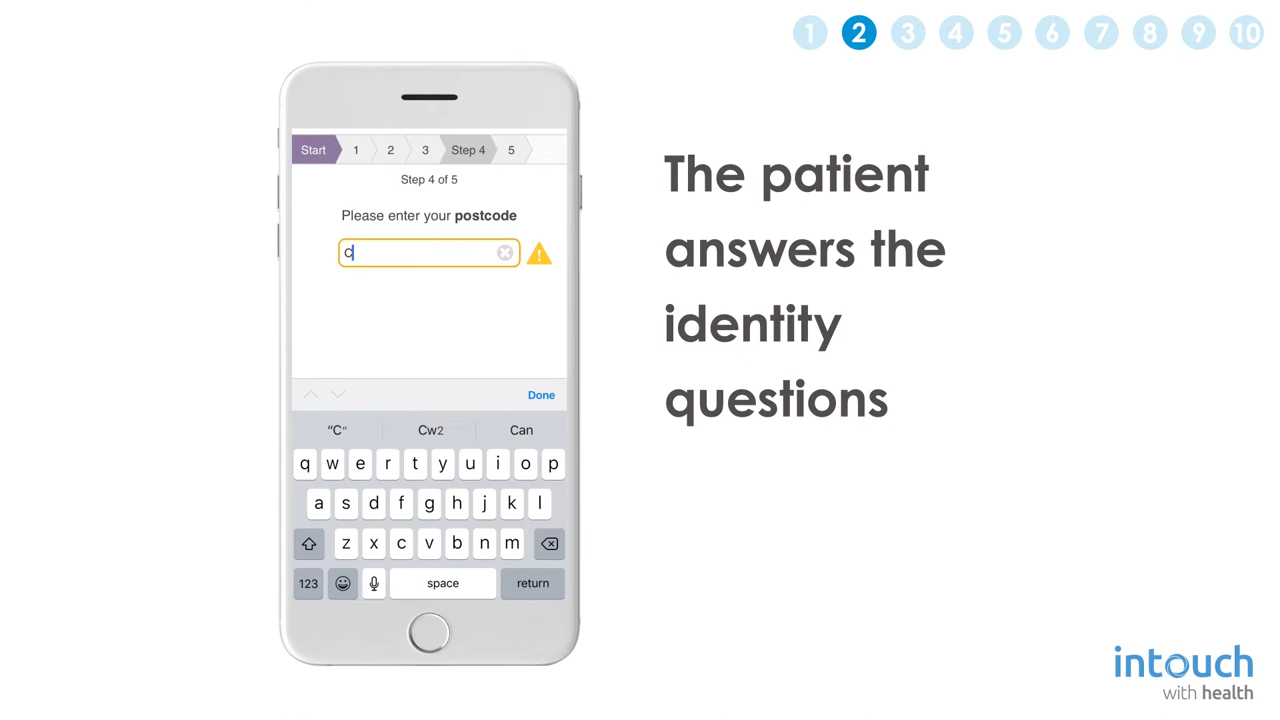 1 2 3 4 5 6 7 8 9 10
Start 1 2 3 Step 4 5
Step 4 of 5
Please enter your postcode
c
Done
“C” Cw2 Can
q w e r t y u i o p
a s d f g h j k l
z x c v b n m
123 space return
The patient
answers the
identity
questions
intouch
with health